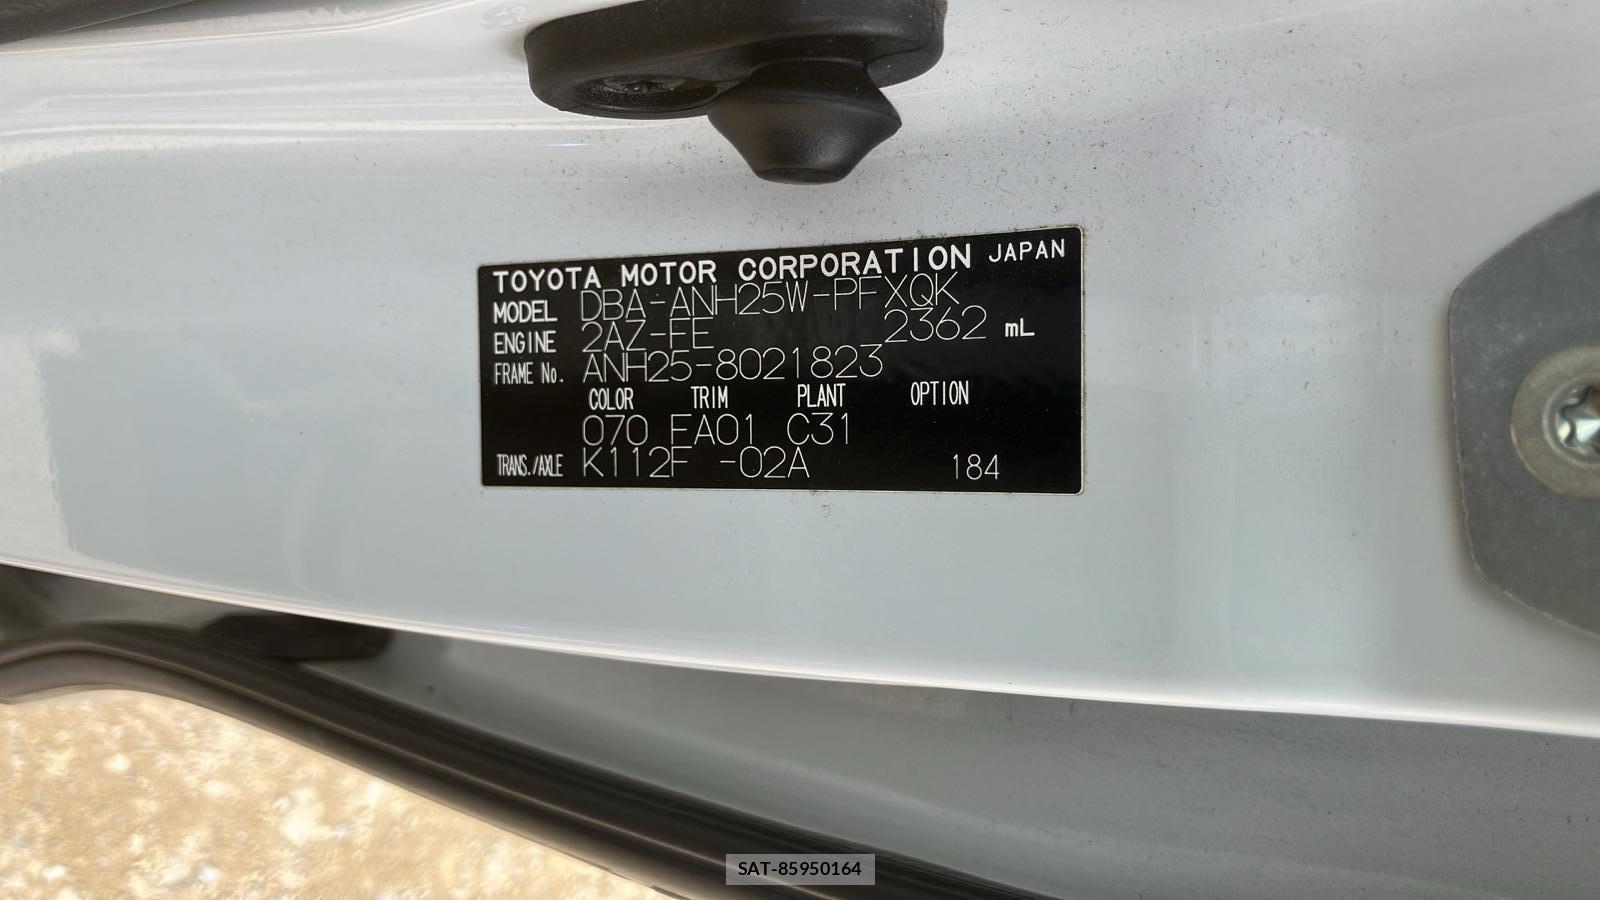 TOYOTA MOTOR CORPORATION JAPAN
MODEL DBA-ANH25W-PFXQK
ENGINE 2AZ-FE 2362 mL
FRAME No. ANH25-8021823
COLOR TRIM PLANT OPTION
070 FA01 C31
TRANS./AXLE K112F -02A 184
SAT-85950164